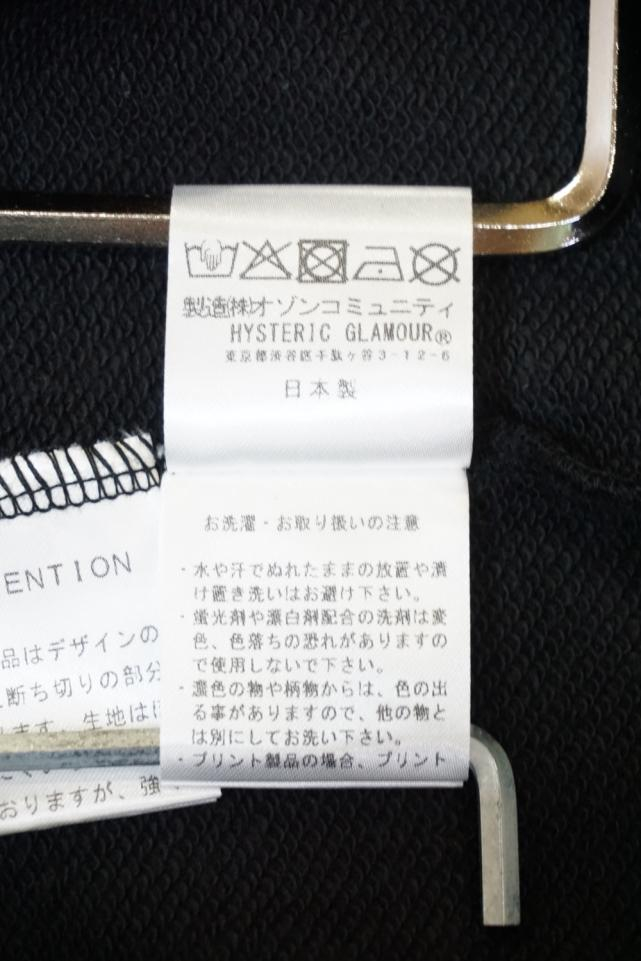 製造(株)オゾンコミュニティ
HYSTERIC GLAMOUR®
東京都渋谷区千駄ヶ谷3-12-6
日本製
お洗濯・お取り扱いの注意
・水や汗でぬれたままの放置や漬
け置き洗いはお避け下さい。
・蛍光剤や漂白剤配合の洗剤は変
色、色落ちの恐れがありますの
で使用しないで下さい。
・濃色の物や柄物からは、色の出
る事がありますので、他の物と
は別にしてお洗い下さい。
・プリント製品の場合、プリント
ENTION
品はデザインの
断ち切りの部分
ます。生地は
おりますが、強